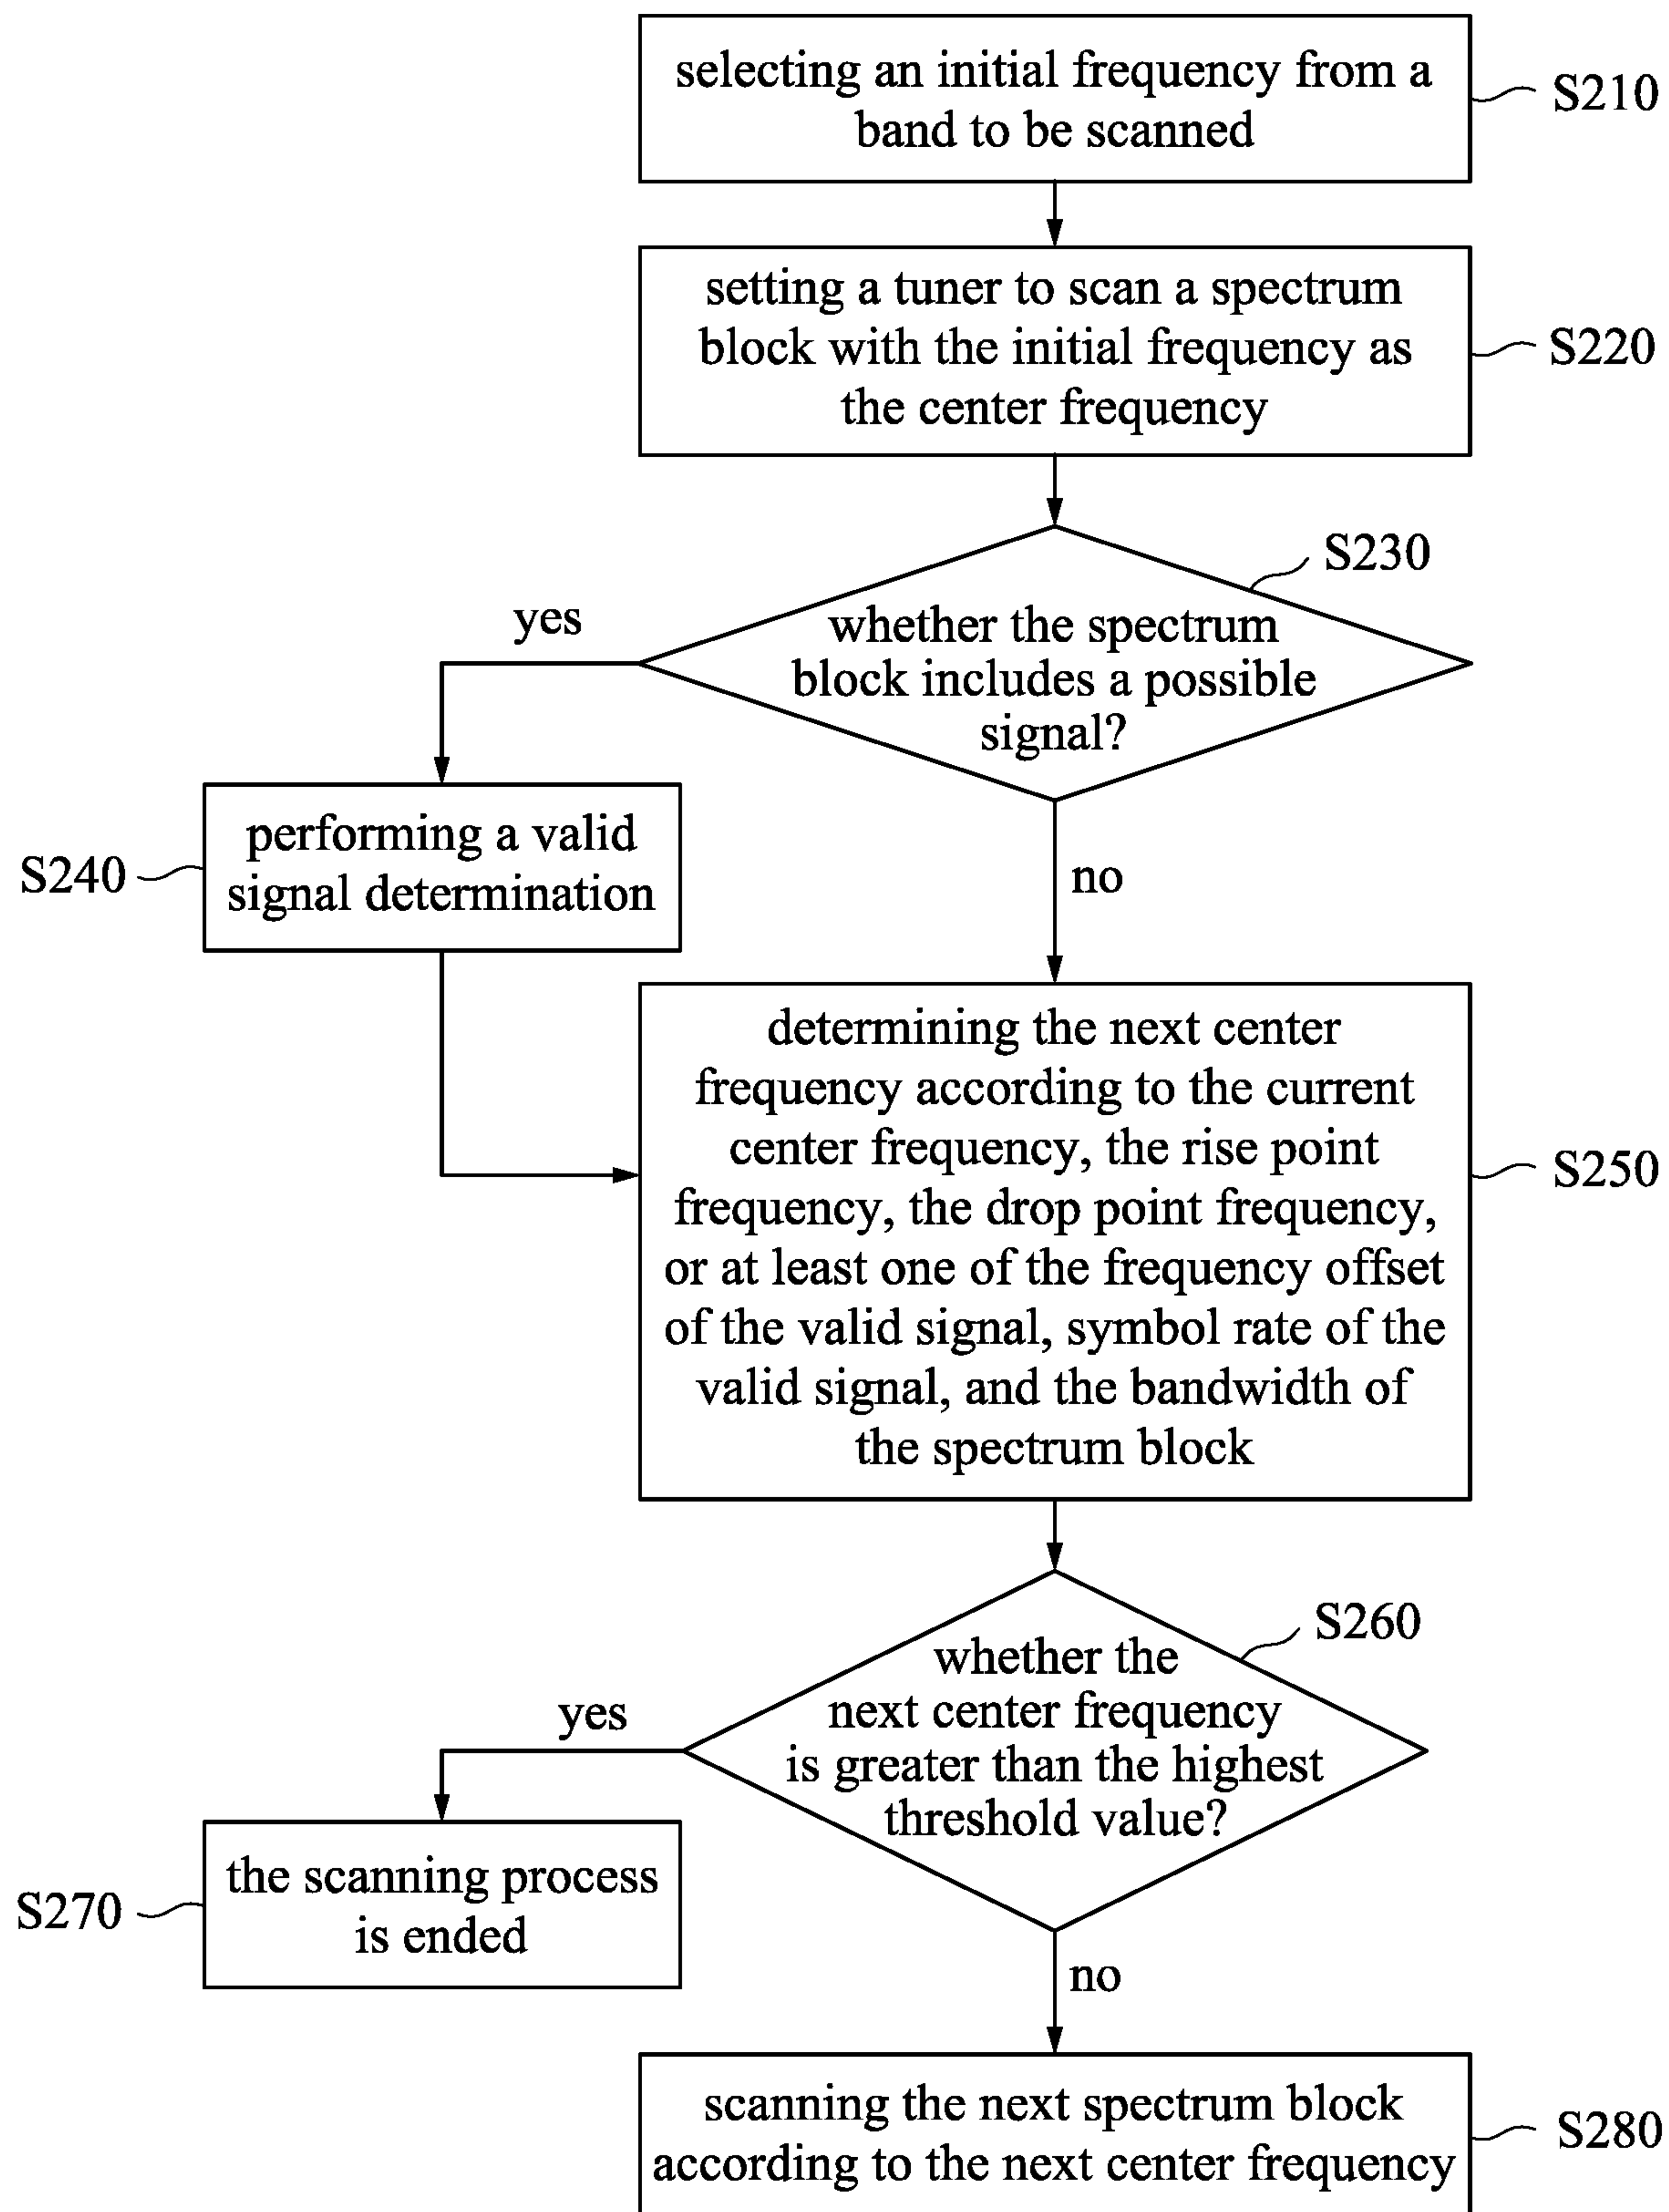 selecting an initial frequency from a
band to be scanned
S210
setting a tuner to scan a spectrum
block with the initial frequency as
the center frequency
S220
S230
whether the spectrum
block includes a possible
signal?
yes
no
performing a valid
signal determination
S240
determining the next center
frequency according to the current
center frequency, the rise point
frequency, the drop point frequency,
or at least one of the frequency offset
of the valid signal, symbol rate of the
valid signal, and the bandwidth of
the spectrum block
S250
S260
whether the
next center frequency
is greater than the highest
threshold value?
yes
no
the scanning process
is ended
S270
scanning the next spectrum block
according to the next center frequency
S280